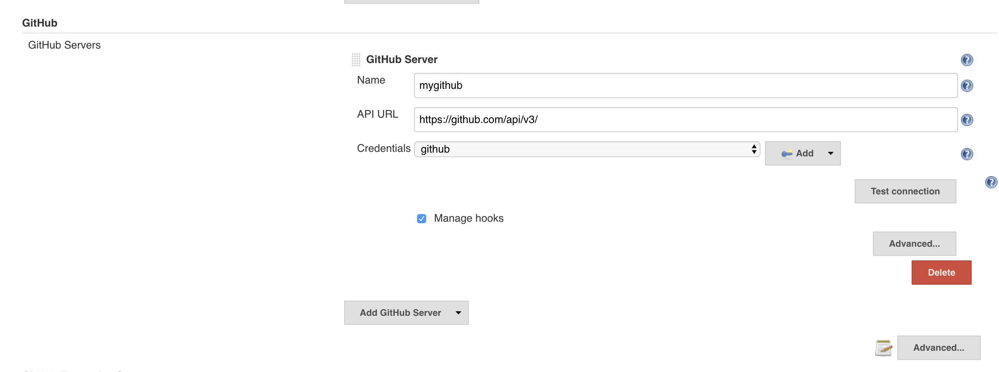 GitHub
GitHub Servers
GitHub Server
Name
mygithub
API URL
https://github.com/api/v3/
Credentials
github
Add
Test connection
Manage hooks
Advanced...
Delete
Add GitHub Server
Advanced...